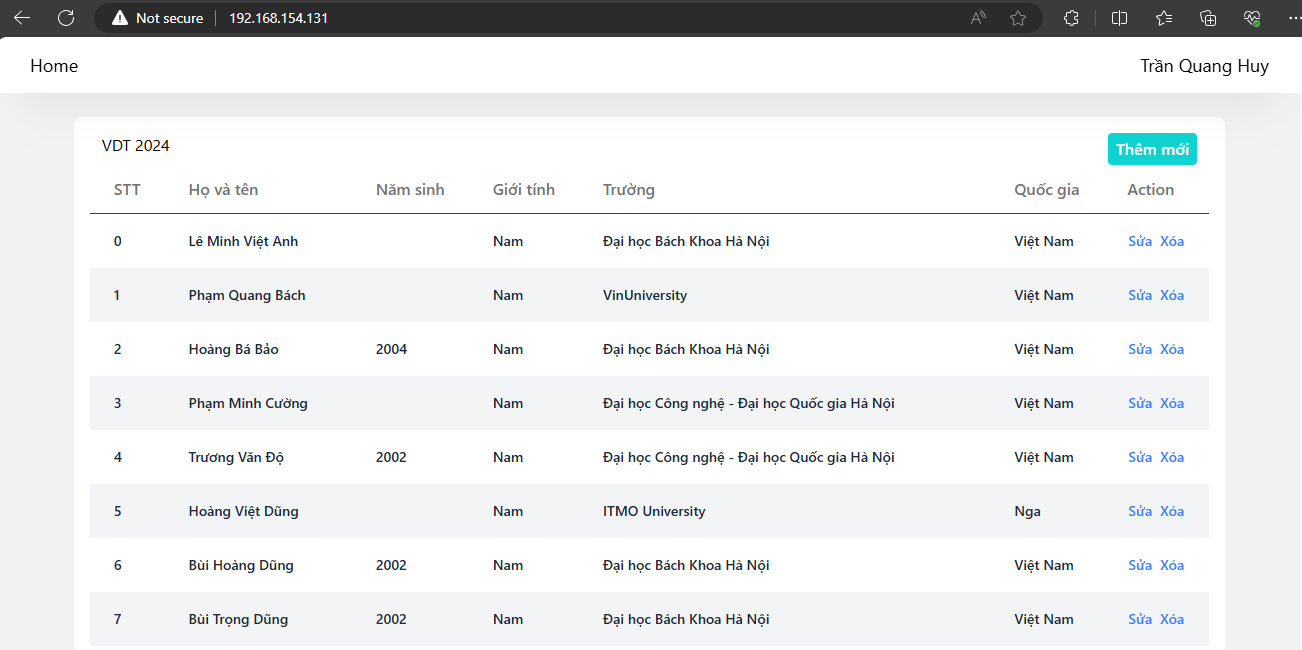 Not secure 192.168.154.131
Home Trần Quang Huy
VDT 2024 Thêm mới
STT Họ và tên Năm sinh Giới tính Trường Quốc gia Action
0 Lê Minh Việt Anh Nam Đại học Bách Khoa Hà Nội Việt Nam Sửa Xóa
1 Phạm Quang Bách Nam VinUniversity Việt Nam Sửa Xóa
2 Hoàng Bá Bảo 2004 Nam Đại học Bách Khoa Hà Nội Việt Nam Sửa Xóa
3 Phạm Minh Cường Nam Đại học Công nghệ - Đại học Quốc gia Hà Nội Việt Nam Sửa Xóa
4 Trương Văn Độ 2002 Nam Đại học Công nghệ - Đại học Quốc gia Hà Nội Việt Nam Sửa Xóa
5 Hoàng Việt Dũng Nam ITMO University Nga Sửa Xóa
6 Bùi Hoàng Dũng 2002 Nam Đại học Bách Khoa Hà Nội Việt Nam Sửa Xóa
7 Bùi Trọng Dũng 2002 Nam Đại học Bách Khoa Hà Nội Việt Nam Sửa Xóa